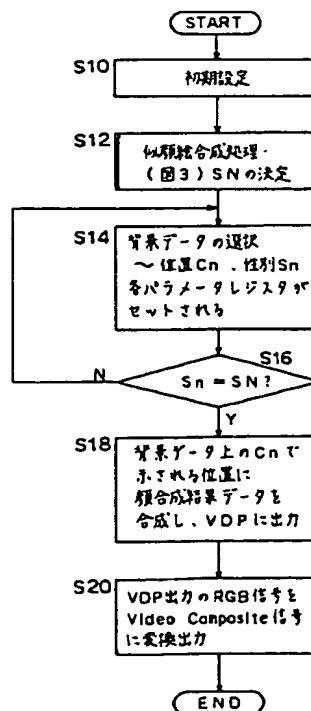 START
S10
初期設定
S12
似顔絵合成処理・
(図3)SNの決定
S14
背景データの選択
～位置Cn、性別Sn
各パラメータレジスタが
セットされる
S16
Sn=SN?
N
Y
S18
背景データ上のCnで
示される位置に
顔合成結果データを
合成し、VDPに出力
S20
VDP出力のRGB信号を
Video Composite信号
に変換出力
END